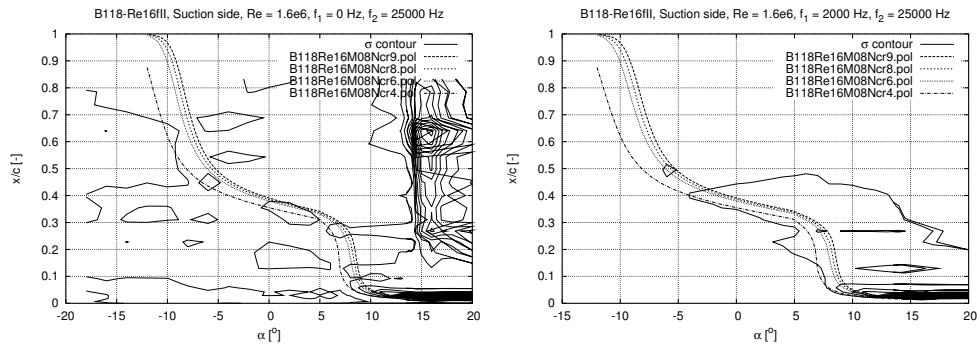 B118-Re16fII, Suction side, Re = 1.6e6, f1 = 0 Hz, f2 = 25000 Hz
σ contour
B118Re16M08Ncr9.pol
B118Re16M08Ncr8.pol
B118Re16M08Ncr6.pol
B118Re16M08Ncr4.pol
1
0.9
0.8
0.7
0.6
0.5
0.4
0.3
0.2
0.1
0
x/c [-]
-20 -15 -10 -5 0 5 10 15 20
α [°]
B118-Re16fII, Suction side, Re = 1.6e6, f1 = 2000 Hz, f2 = 25000 Hz
σ contour
B118Re16M08Ncr9.pol
B118Re16M08Ncr8.pol
B118Re16M08Ncr6.pol
B118Re16M08Ncr4.pol
1
0.9
0.8
0.7
0.6
0.5
0.4
0.3
0.2
0.1
0
x/c [-]
-15 -10 -5 0 5 10 15 20
α [°]